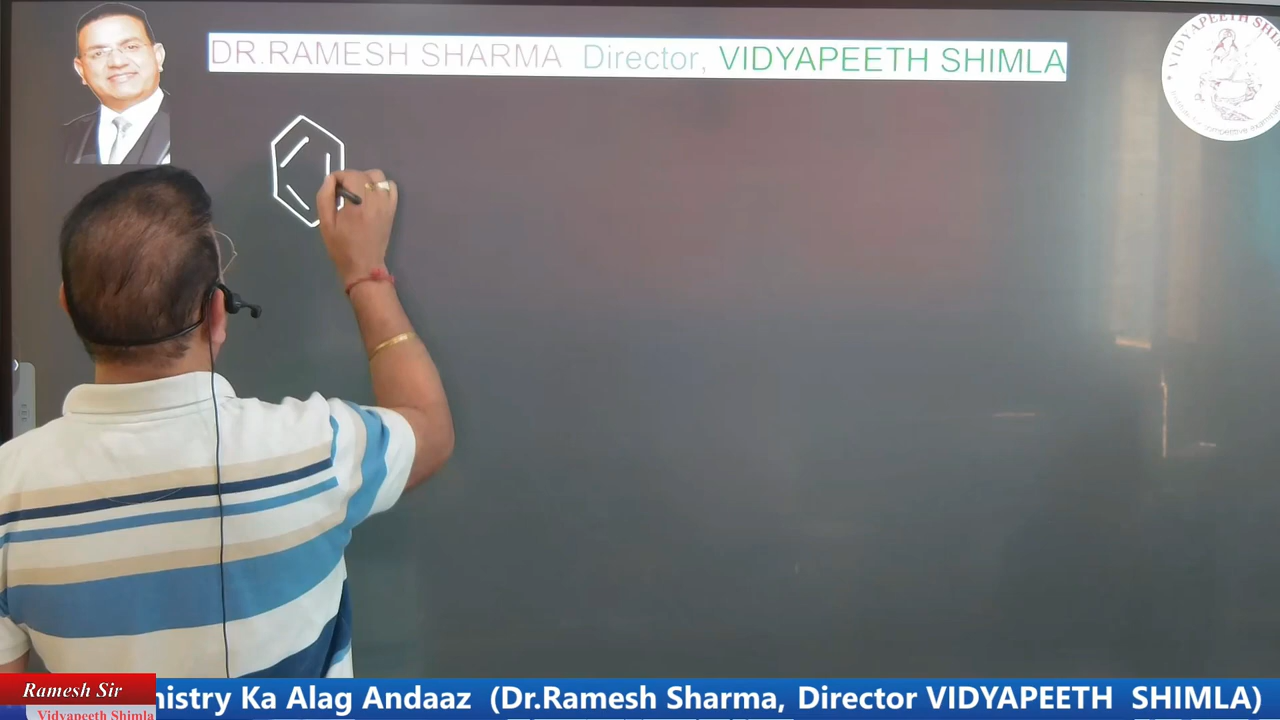 DR.RAMESH SHARMA Director, VIDYAPEETH SHIMLA
Ramesh Sir
Vidyapeeth Shimla
nistry Ka Alag Andaaz (Dr.Ramesh Sharma, Director VIDYAPEETH SHIMLA)